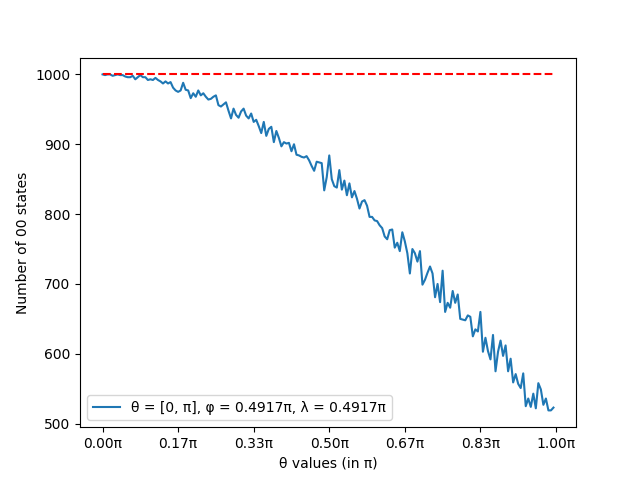 Number of 00 states
1000
900
800
700
600
500
θ = [0, π], φ = 0.4917π, λ = 0.4917π
0.00π 0.17π 0.33π 0.50π 0.67π 0.83π 1.00π
θ values (in π)